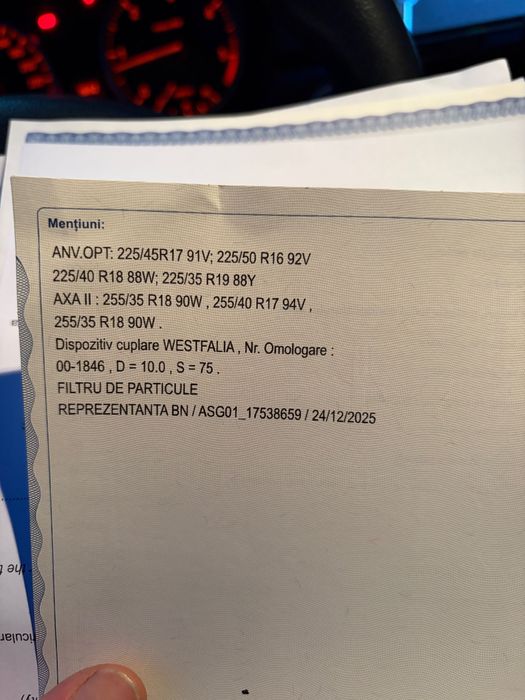 Mențiuni:
ANV.OPT: 225/45R17 91V; 225/50 R16 92V
225/40 R18 88W; 225/35 R19 88Y
AXA II : 255/35 R18 90W , 255/40 R17 94V ,
255/35 R18 90W .
Dispozitiv cuplare WESTFALIA , Nr. Omologare :
00-1846 , D = 10.0 , S = 75 .
FILTRU DE PARTICULE
REPREZENTANTA BN / ASG01_17538659 / 24/12/2025
the